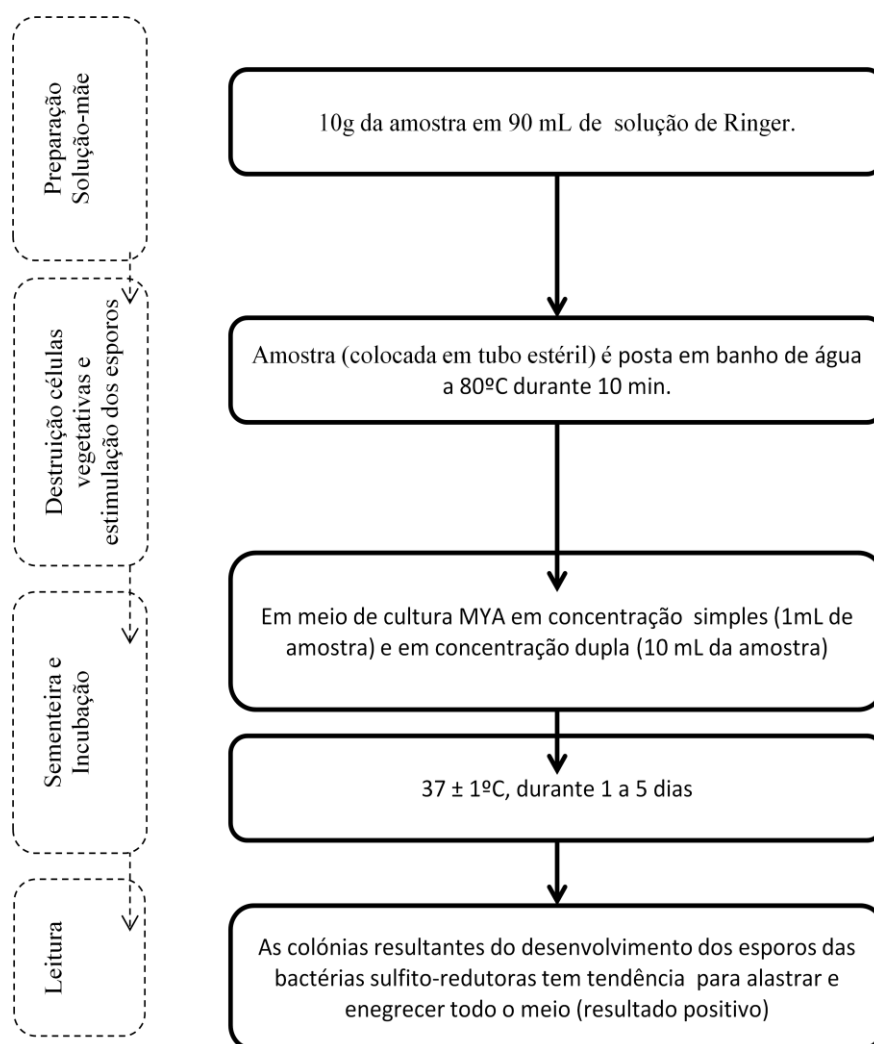 Preparação
Solução-mãe
10g da amostra em 90 mL de solução de Ringer.
Destruição células
vegetativas e
estimulação dos esporos
Amostra (colocada em tubo estéril) é posta em banho de água
a 80ºC durante 10 min.
Sementeira e
Incubação
Em meio de cultura MYA em concentração simples (1mL de
amostra) e em concentração dupla (10 mL da amostra)
37 ± 1ºC, durante 1 a 5 dias
Leitura
As colónias resultantes do desenvolvimento dos esporos das
bactérias sulfito-redutoras tem tendência para alastrar e
enegrecer todo o meio (resultado positivo)